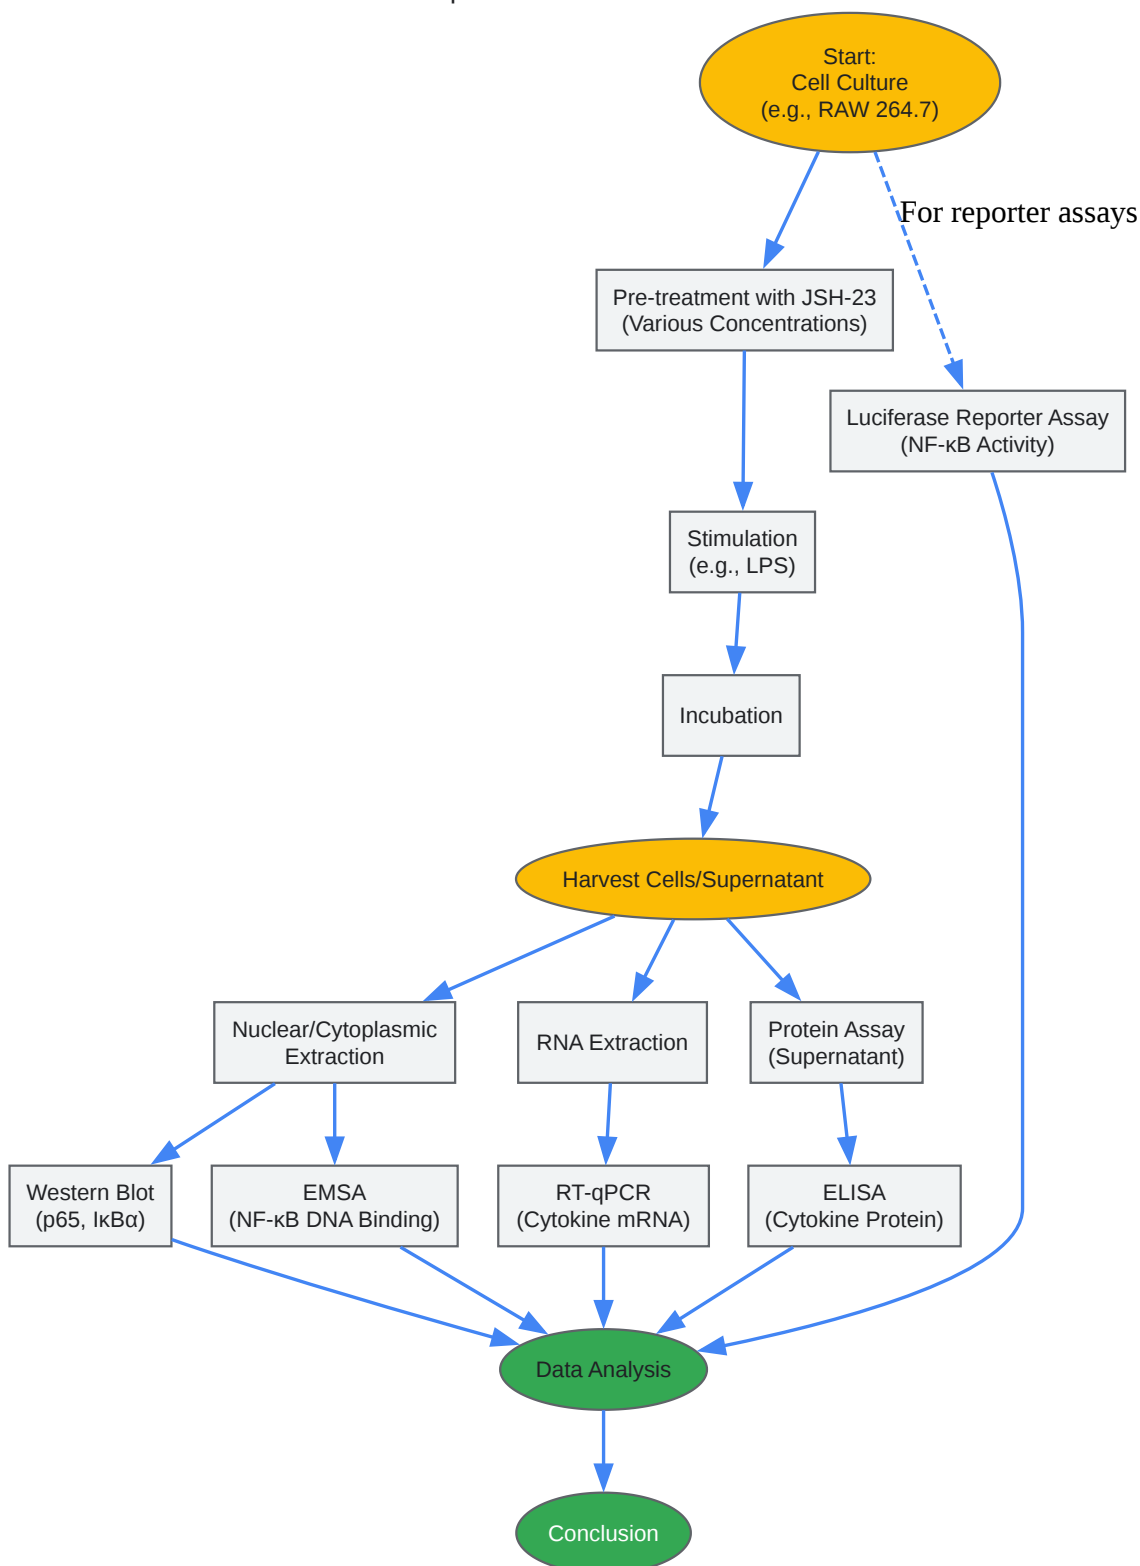 Start:
Cell Culture
(e.g., RAW 264.7)
For reporter assays
Pre-treatment with JSH-23
(Various Concentrations)
Luciferase Reporter Assay
(NF-κB Activity)
Stimulation
(e.g., LPS)
Incubation
Harvest Cells/Supernatant
Nuclear/Cytoplasmic
Extraction
RNA Extraction
Protein Assay
(Supernatant)
Western Blot
(p65, IκBα)
EMSA
(NF-κB DNA Binding)
RT-qPCR
(Cytokine mRNA)
ELISA
(Cytokine Protein)
Data Analysis
Conclusion